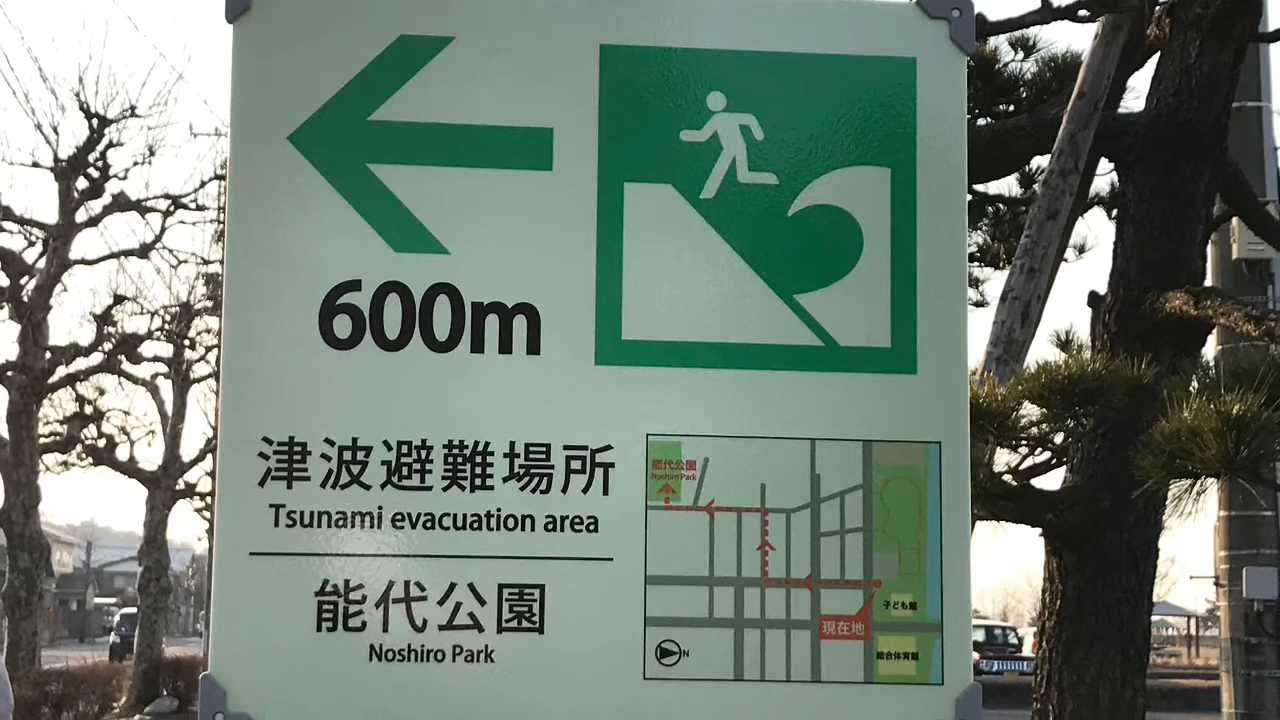 600m
津波避難場所
Tsunami evacuation area
能代公園
Noshiro Park
能代公園
Noshiro Park
子ども館
現在地
総合体育館
N